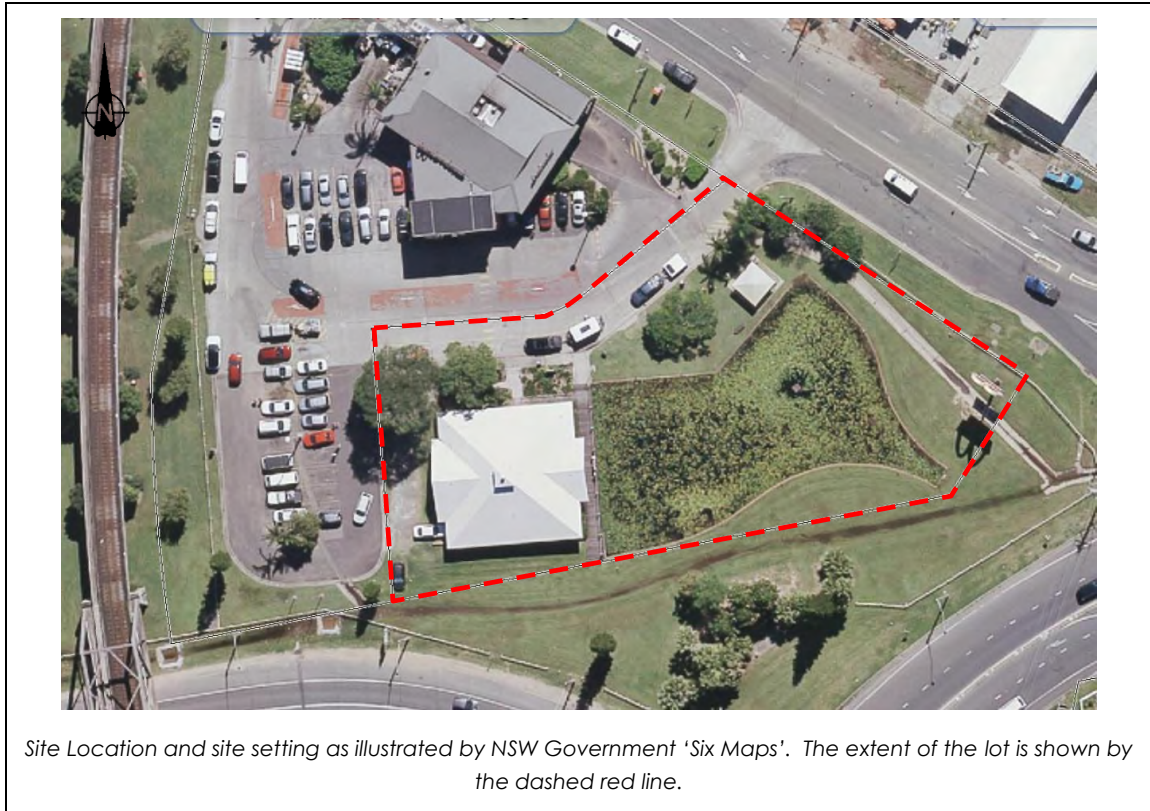 N
Site Location and site setting as illustrated by NSW Government ‘Six Maps’.  The extent of the lot is shown by
the dashed red line.